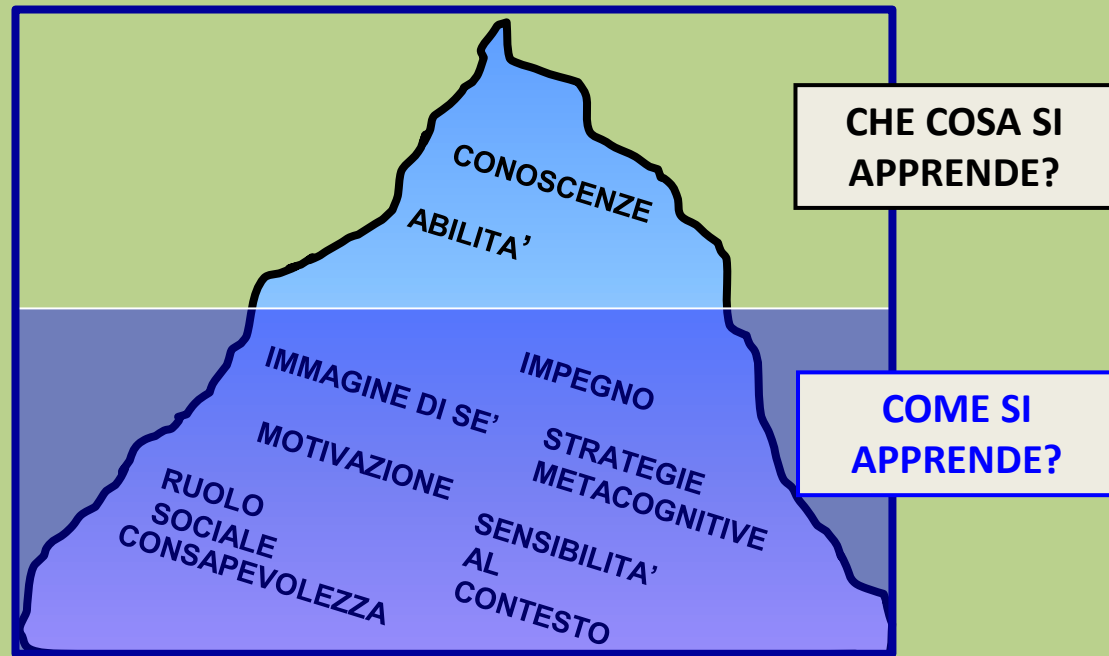 CHE COSA SI
APPRENDE?
CONOSCENZE
ABILITA’
IMMAGINE DI SE’
IMPEGNO
COME SI
APPRENDE?
MOTIVAZIONE
STRATEGIE
METACOGNITIVE
RUOLO
SOCIALE
CONSAPEVOLEZZA
SENSIBILITA’
AL
CONTESTO